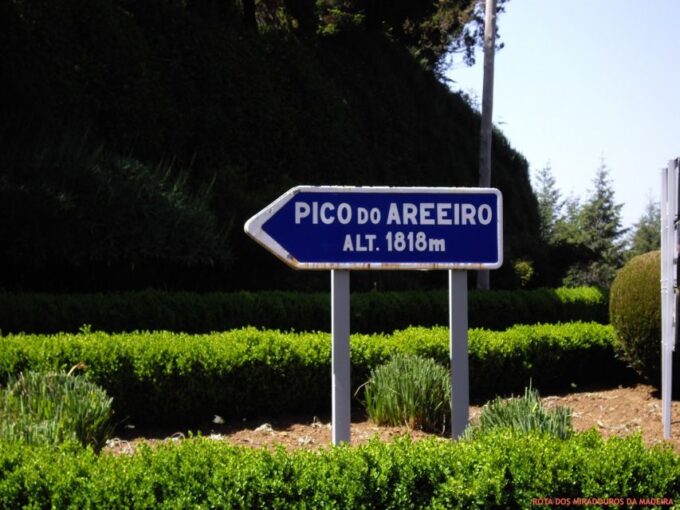 PICO DO AREEIRO
ALT. 1818m
ROTA DOS MIRADOUROS DA MADEIRA